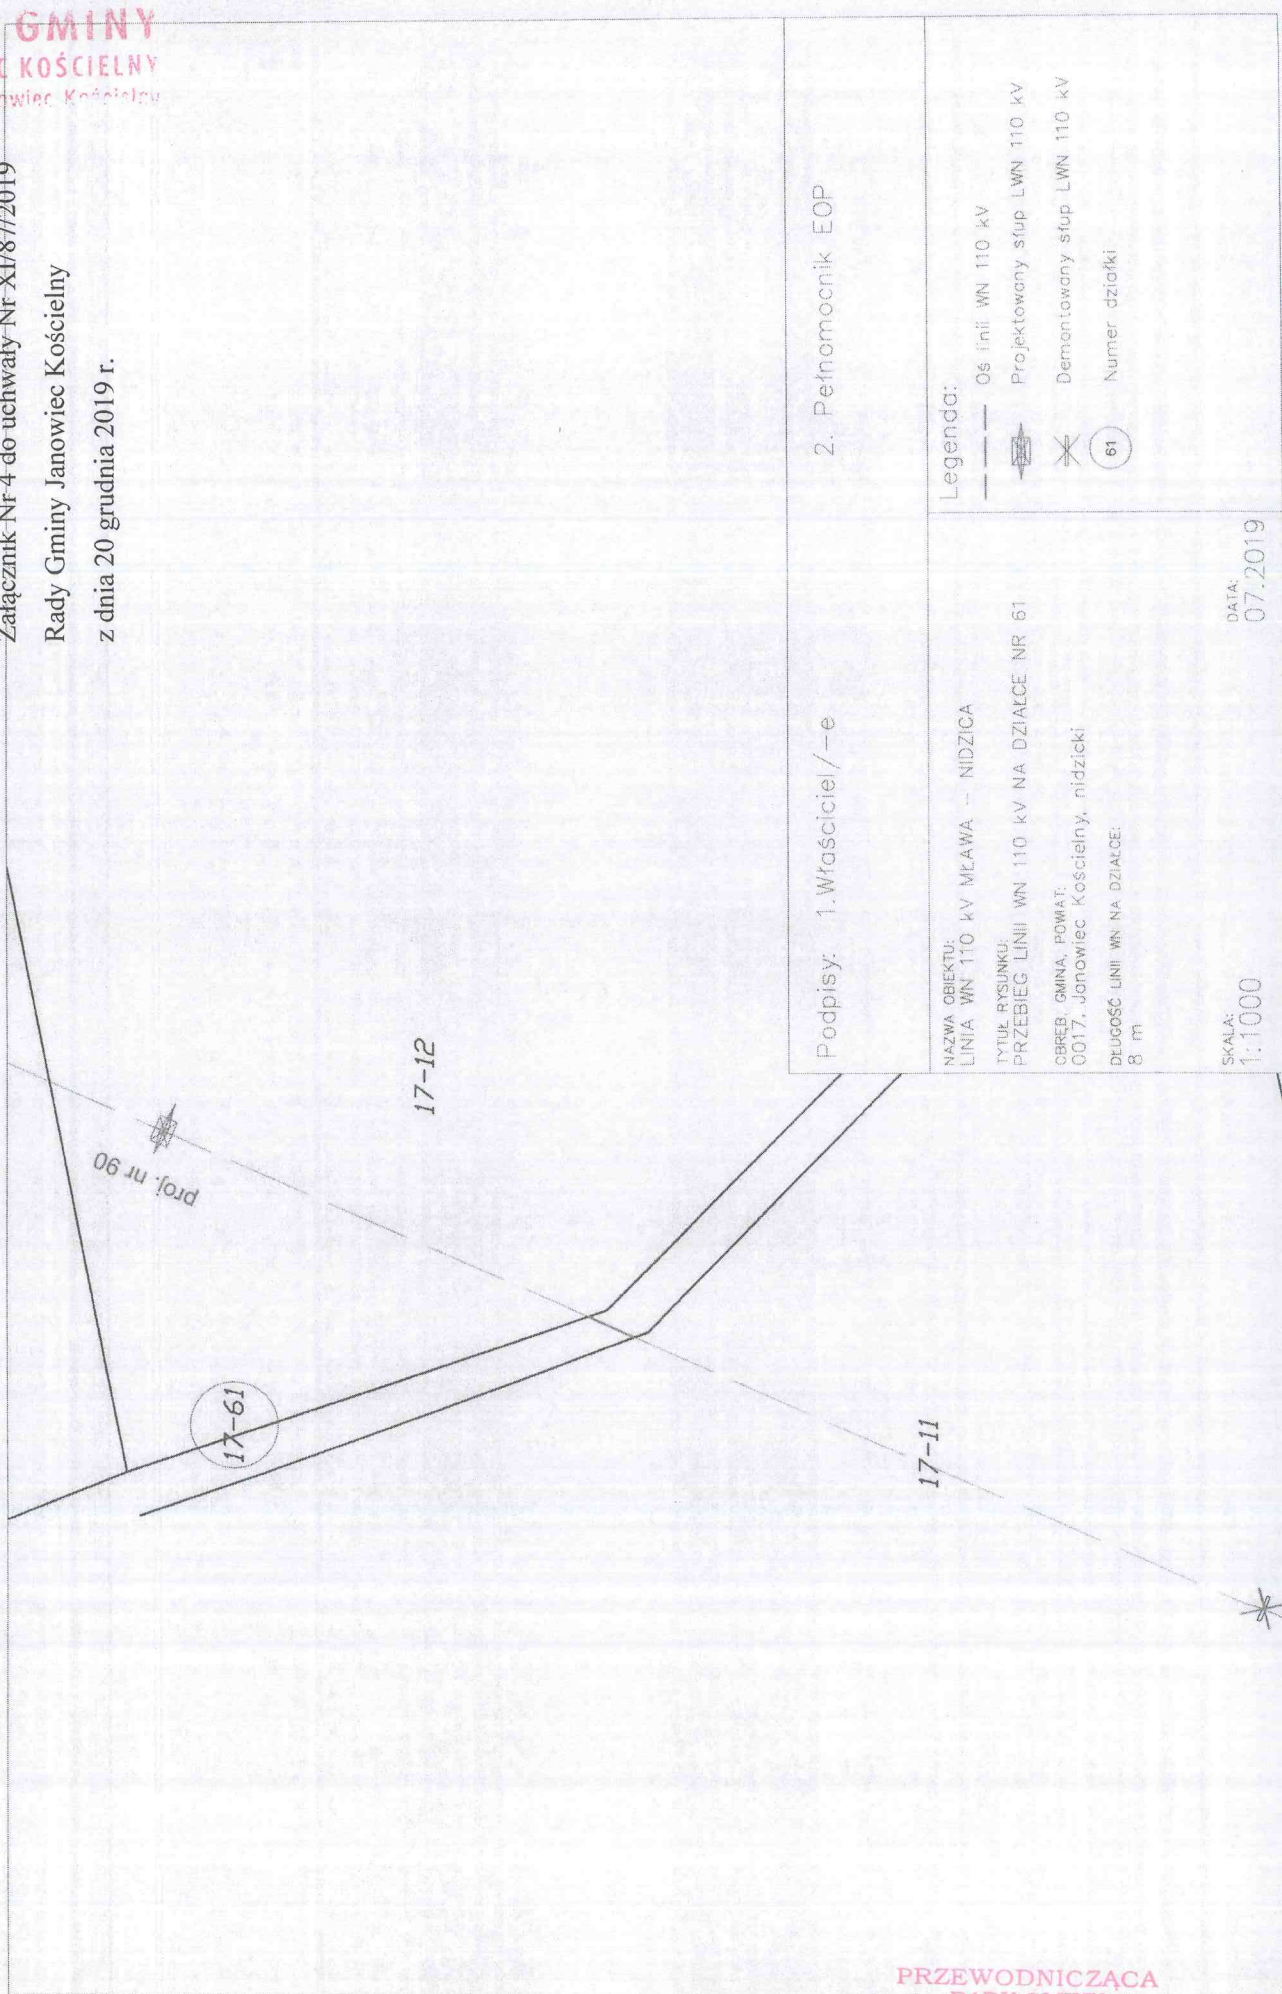 GMINY
KOŚCIELNY
Kościelny
Załącznik Nr 4 do uchwały Nr XI/87/2019
Rady Gminy Janowiec Kościelny
z dnia 20 grudnia 2019 r.
proj. nr 90
17-61
17-12
17-11
Podpisy: 1.Właściciel/-e 2. Pełnomocnik EOP
NAZWA OBIEKTU:
LINIA WN 110 kV MŁAWA - NIDZICA
TYTUŁ RYSUNKU:
PRZEBIEG LINII WN 110 kV NA DZIAŁCE NR 61
OBRĘB, GMINA, POWIAT:
0017, Janowiec Kościelny, nidzicki
DŁUGOŚĆ LINII WN NA DZIAŁCE:
8 m
SKALA:
1:1000
DATA:
07.2019
Legenda:
Oś linii WN 110 kV
Projektowany słup LWN 110 kV
Demontowany słup LWN 110 kV
61 Numer działki
PRZEWODNICZĄCA